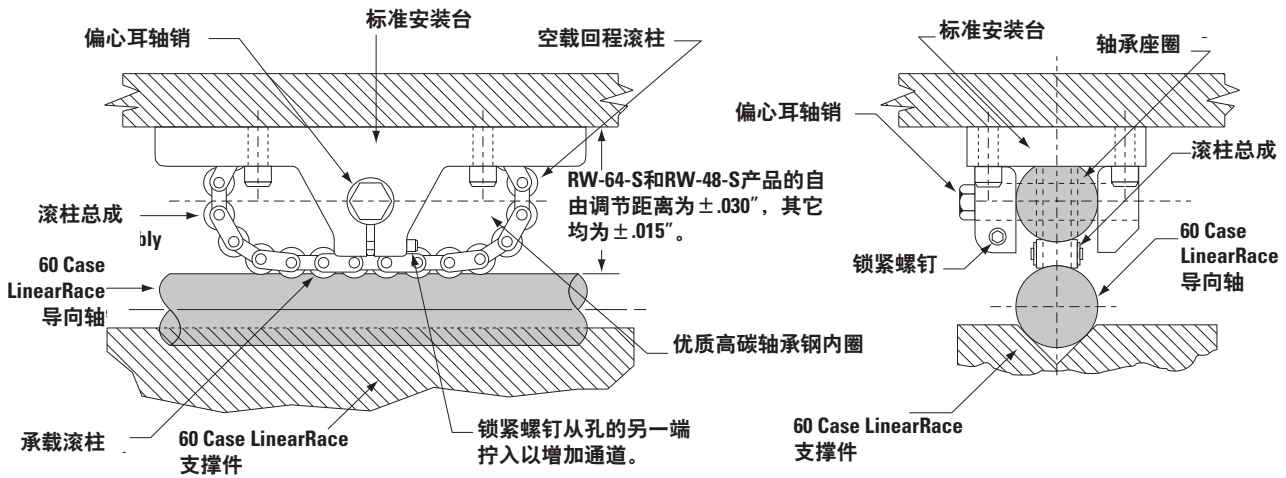 标准安装台
偏心耳轴销
空载回程滚柱
RW-64-S和RW-48-S产品的自
由调节距离为±.030″，其它
均为±.015″。
滚柱总成
bly
60 Case
LinearRace
导向轴
优质高碳轴承钢内圈
承载滚柱
60 Case LinearRace
支撑件
锁紧螺钉从孔的另一端
拧入以增加通道。
标准安装台
轴承座圈
偏心耳轴销
滚柱总成
锁紧螺钉
60 Case
LinearRace
导向轴
60 Case LinearRace
支撑件